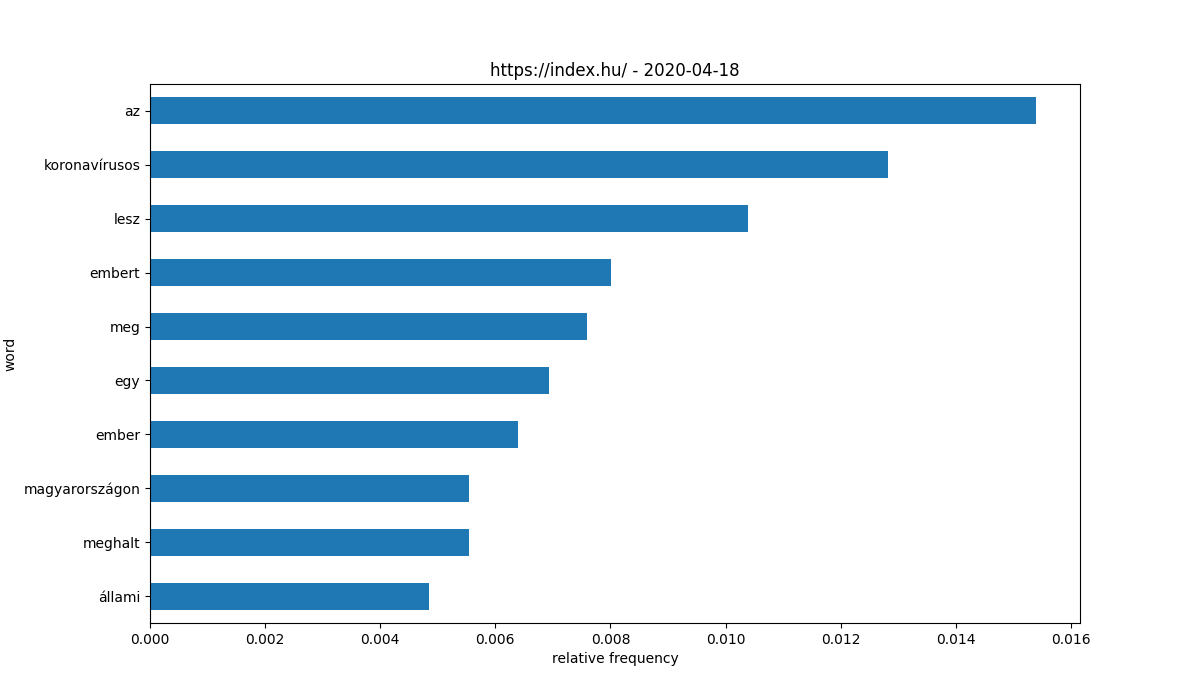 https://index.hu/ - 2020-04-18
az
koronavírusos
lesz
embert
meg
egy
ember
magyarországon
meghalt
állami
word
0.000 0.002 0.004 0.006 0.008 0.010 0.012 0.014 0.016
relative frequency